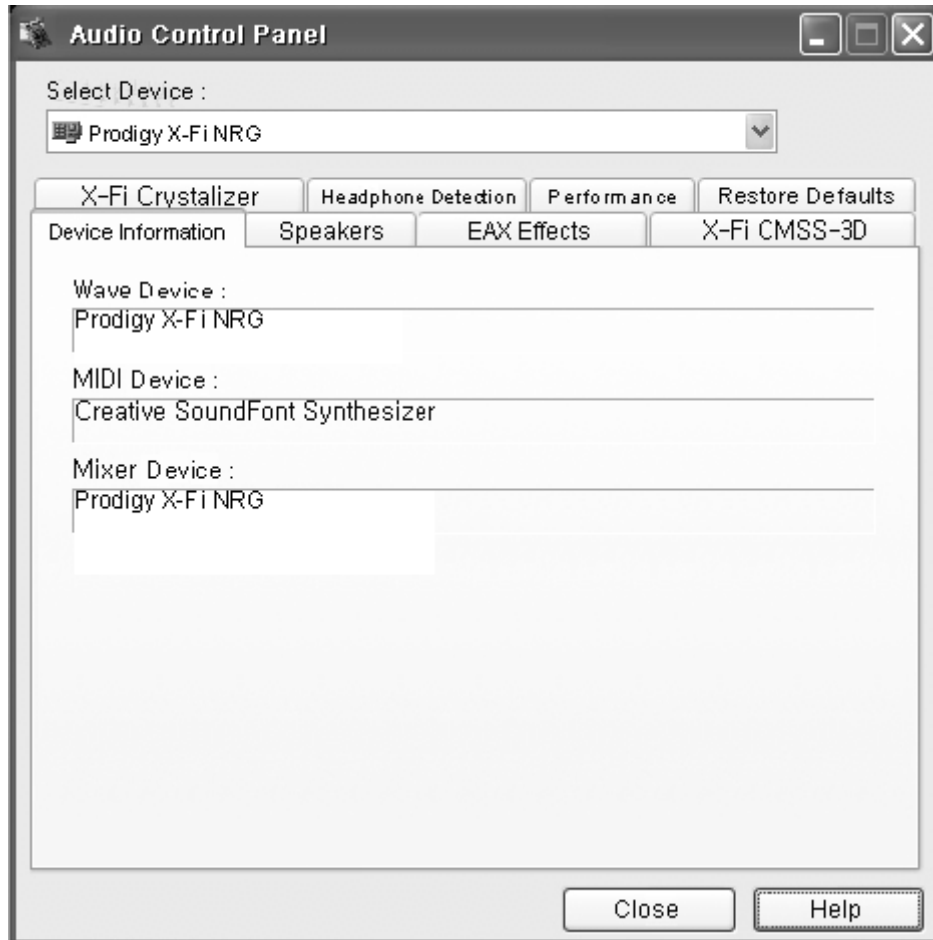 Audio Control Panel
Select Device :
Prodigy X-Fi NRG
X-Fi Crystalizer Headphone Detection Performance Restore Defaults
Device Information Speakers EAX Effects X-Fi CMSS-3D
Wave Device :
Prodigy X-Fi NRG
MIDI Device :
Creative SoundFont Synthesizer
Mixer Device :
Prodigy X-Fi NRG
Close Help